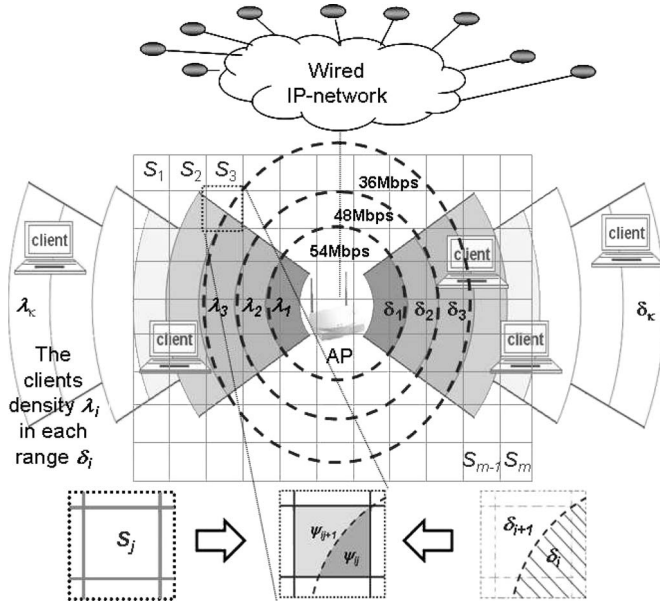 Wired
IP-network
S1 S2 S3
36Mbps
48Mbps
54Mbps
client
client
client
client
λκ
λ3 λ2 λ1
δ1 δ2 δ3
δκ
AP
The
clients
density λi
in each
range δi
Sm-1 Sm
Sj
ψij+1
ψij
δi+1
δi